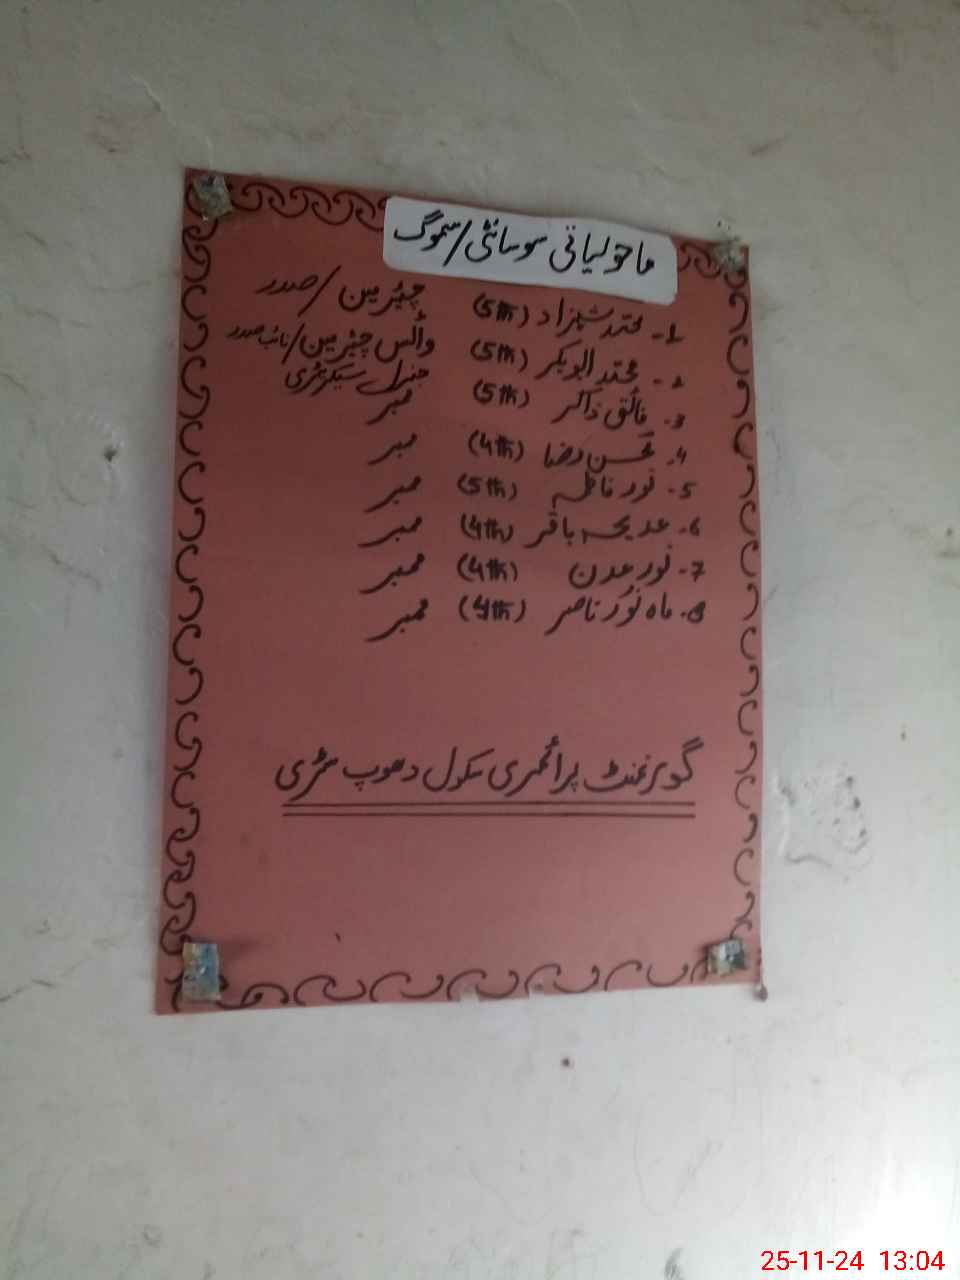 ماحولیاتی سوسائٹی/سموگ
1- محمد شہزاد (5th) چیئرمین/صدر
2- محمد ابوبکر (5th) وائس چیئرمین/نائب صدر
3- فائق ذاکر (5th) جنرل سیکریٹری
4- محسن رضا (4th) ممبر
5- نور فاطمہ (5th) ممبر
6- عدیحہ باقر (4th) ممبر
7- نور عدن (4th) ممبر
8- ماہ نور ناصر (4th) ممبر
گورنمنٹ پرائمری سکول دھوپ سڑی
25-11-24 13:04